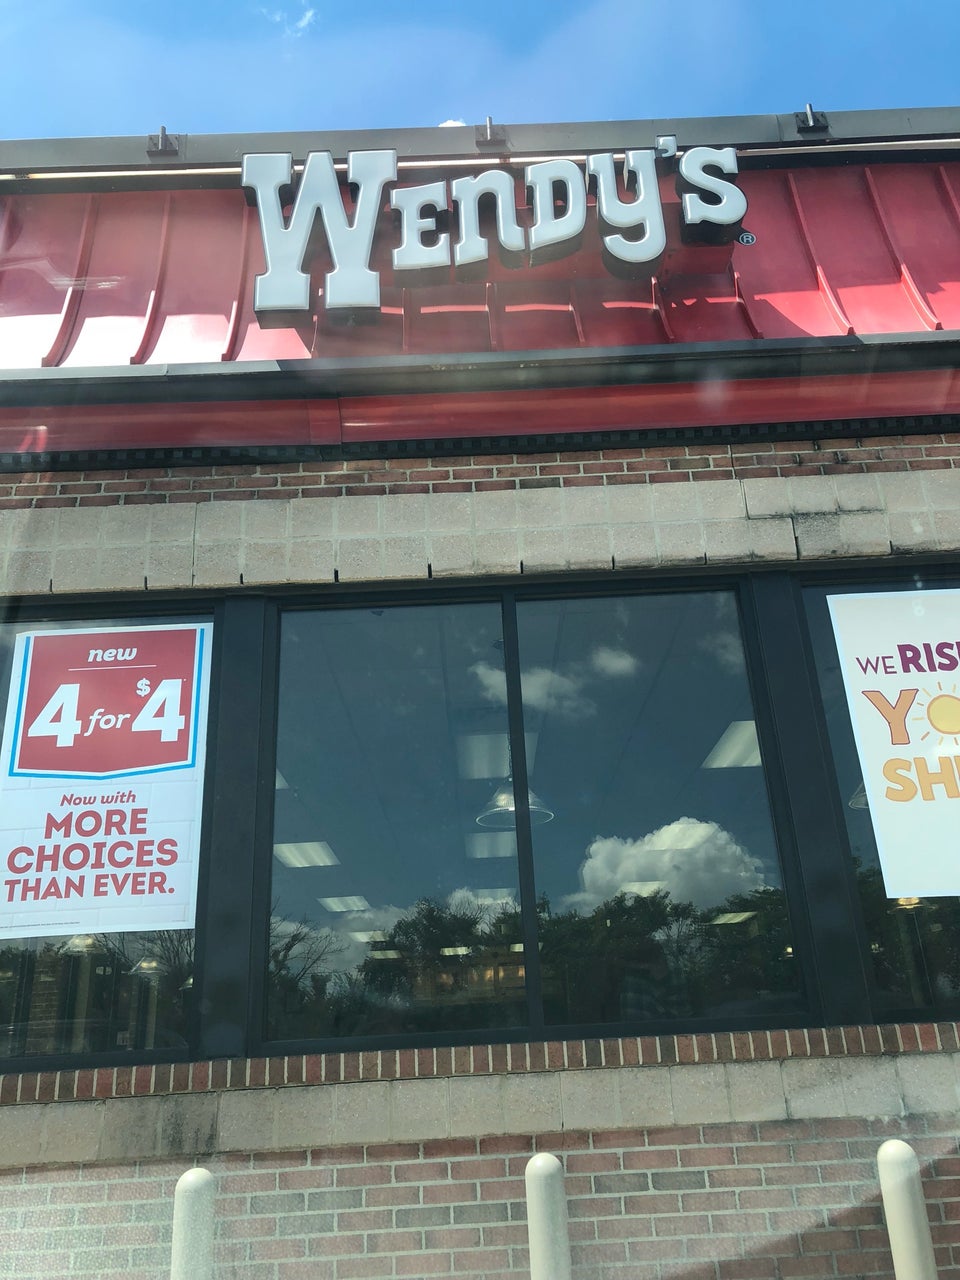 WENDY'S®
new
4 for $4
Now with
MORE
CHOICES
THAN EVER.
WE RIS
YO
SH